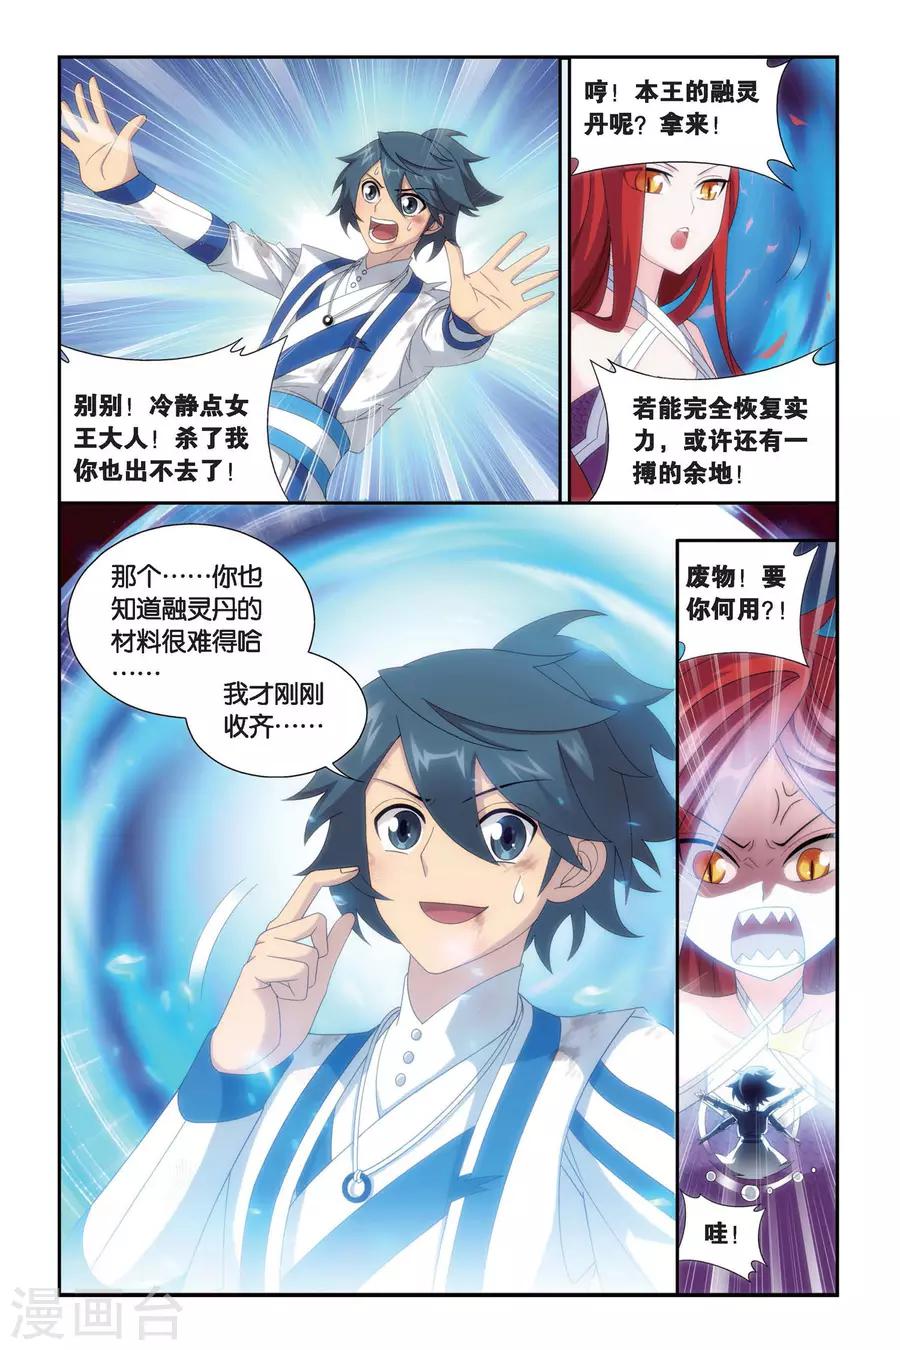 别别！冷静点女
王大人！杀了我
你也出不去了！
哼！本王的融灵
丹呢？拿来！
若能完全恢复实
力，或许还有一
搏的余地！
那个……你也
知道融灵丹的
材料很难得哈
……
我才刚刚
收齐……
废物！要
你何用?!
哇！
漫画台